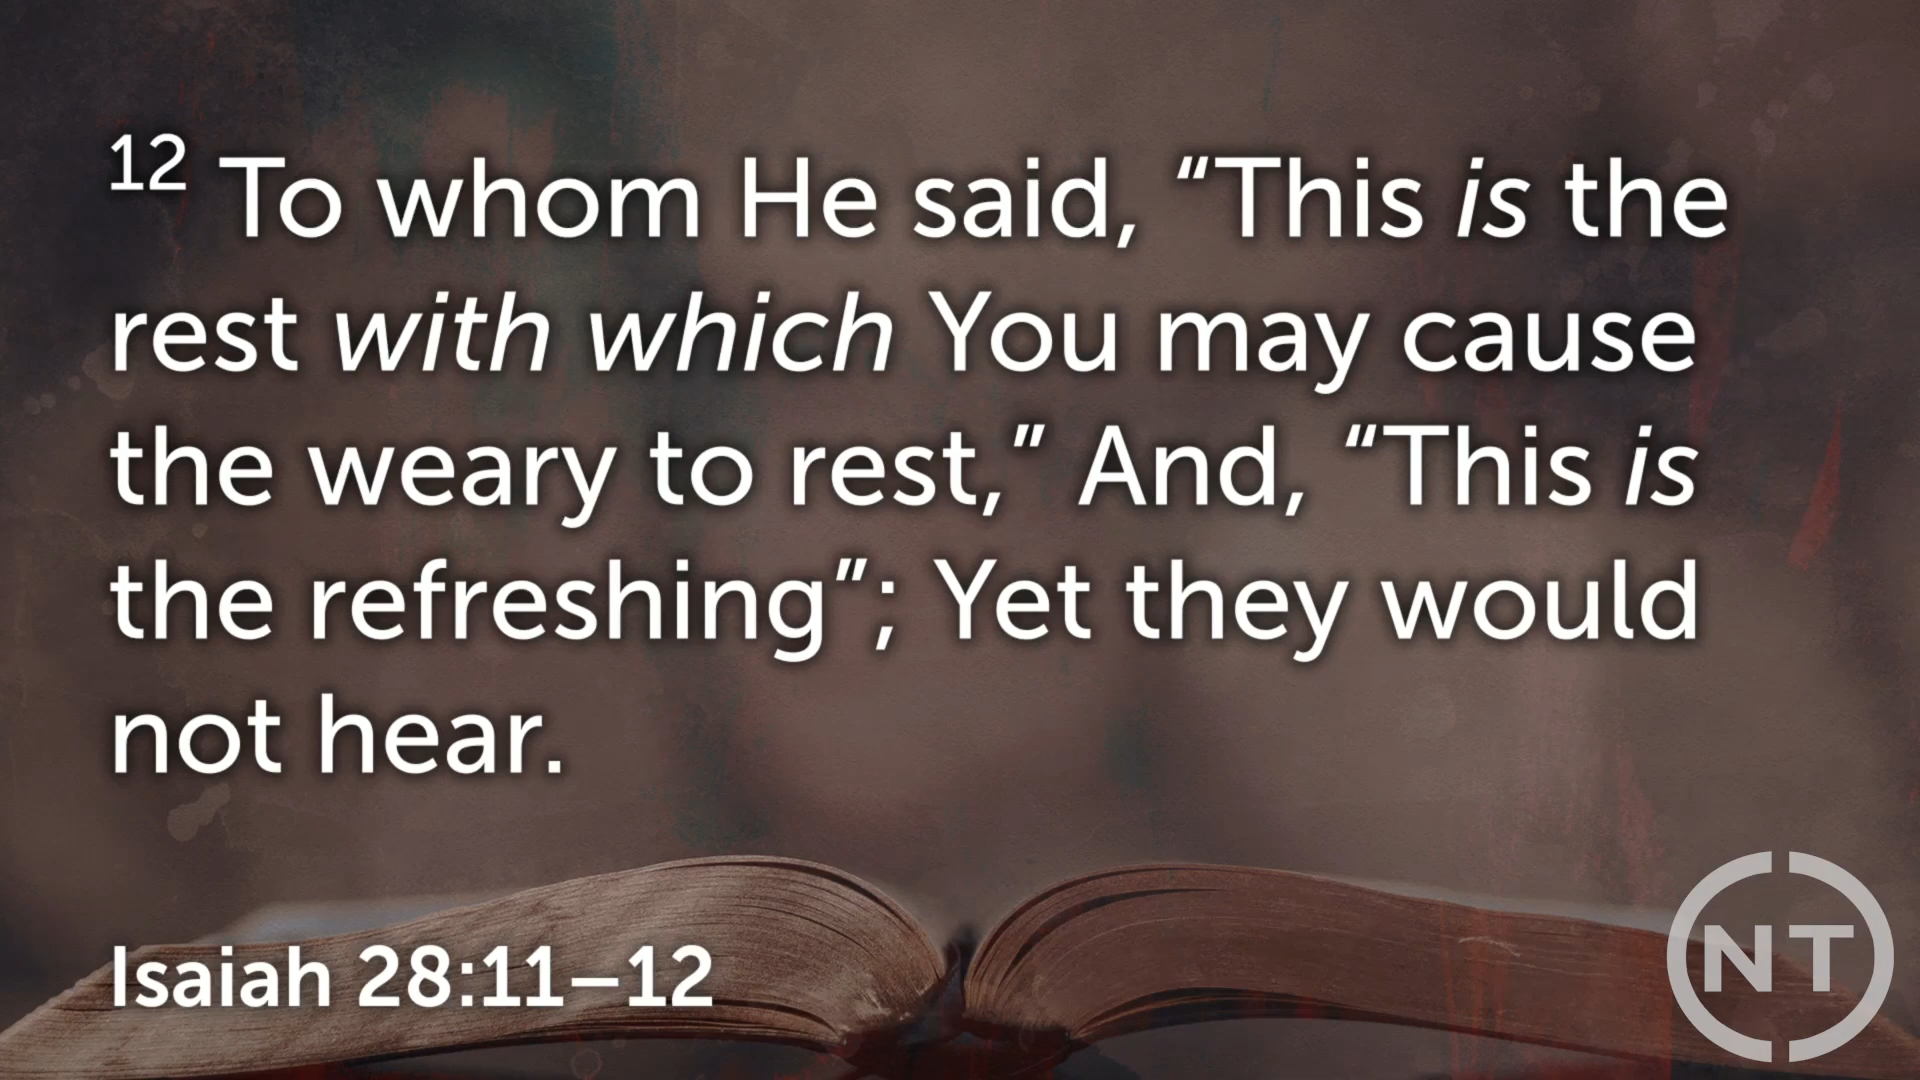 12 To whom He said, “This is the
rest with which You may cause
the weary to rest,” And, “This is
the refreshing”; Yet they would
not hear.
Isaiah 28:11–12
NT